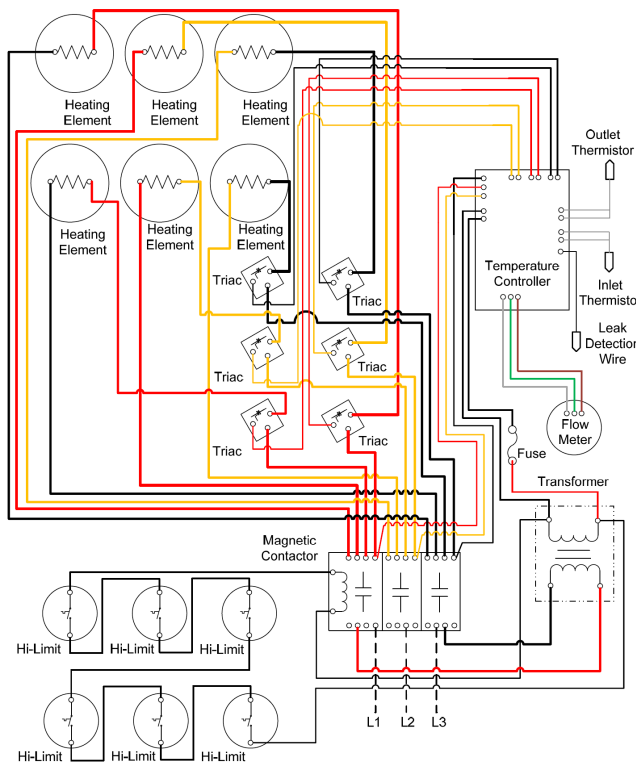 Heating
Element
Heating
Element
Heating
Element
Outlet
Thermistor
Heating
Element
Heating
Element
Heating
Element
Triac
Triac
Temperature
Controller
Inlet
Thermistor
Leak
Detection
Wire
Triac
Triac
Flow
Meter
Triac
Triac
Fuse
Transformer
Magnetic
Contactor
Hi-Limit
Hi-Limit
Hi-Limit
L1
L2
L3
Hi-Limit
Hi-Limit
Hi-Limit